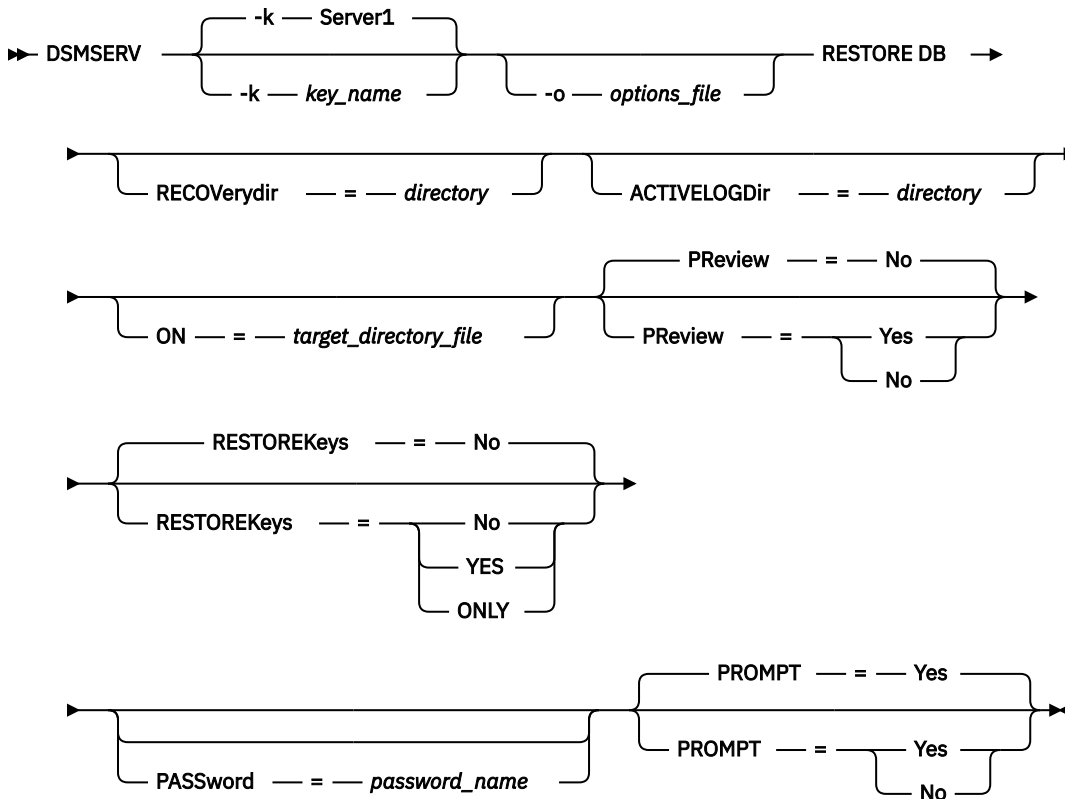 -k Server1
DSMSERV RESTORE DB
-k key_name -o options_file
RECOVerydir = directory ACTIVELOGDir = directory
PReview = No
ON = target_directory_file PReview = Yes
No
RESTOREKeys = No
RESTOREKeys = No
YES
ONLY
PROMPT = Yes
PASSword = password_name PROMPT = Yes
No